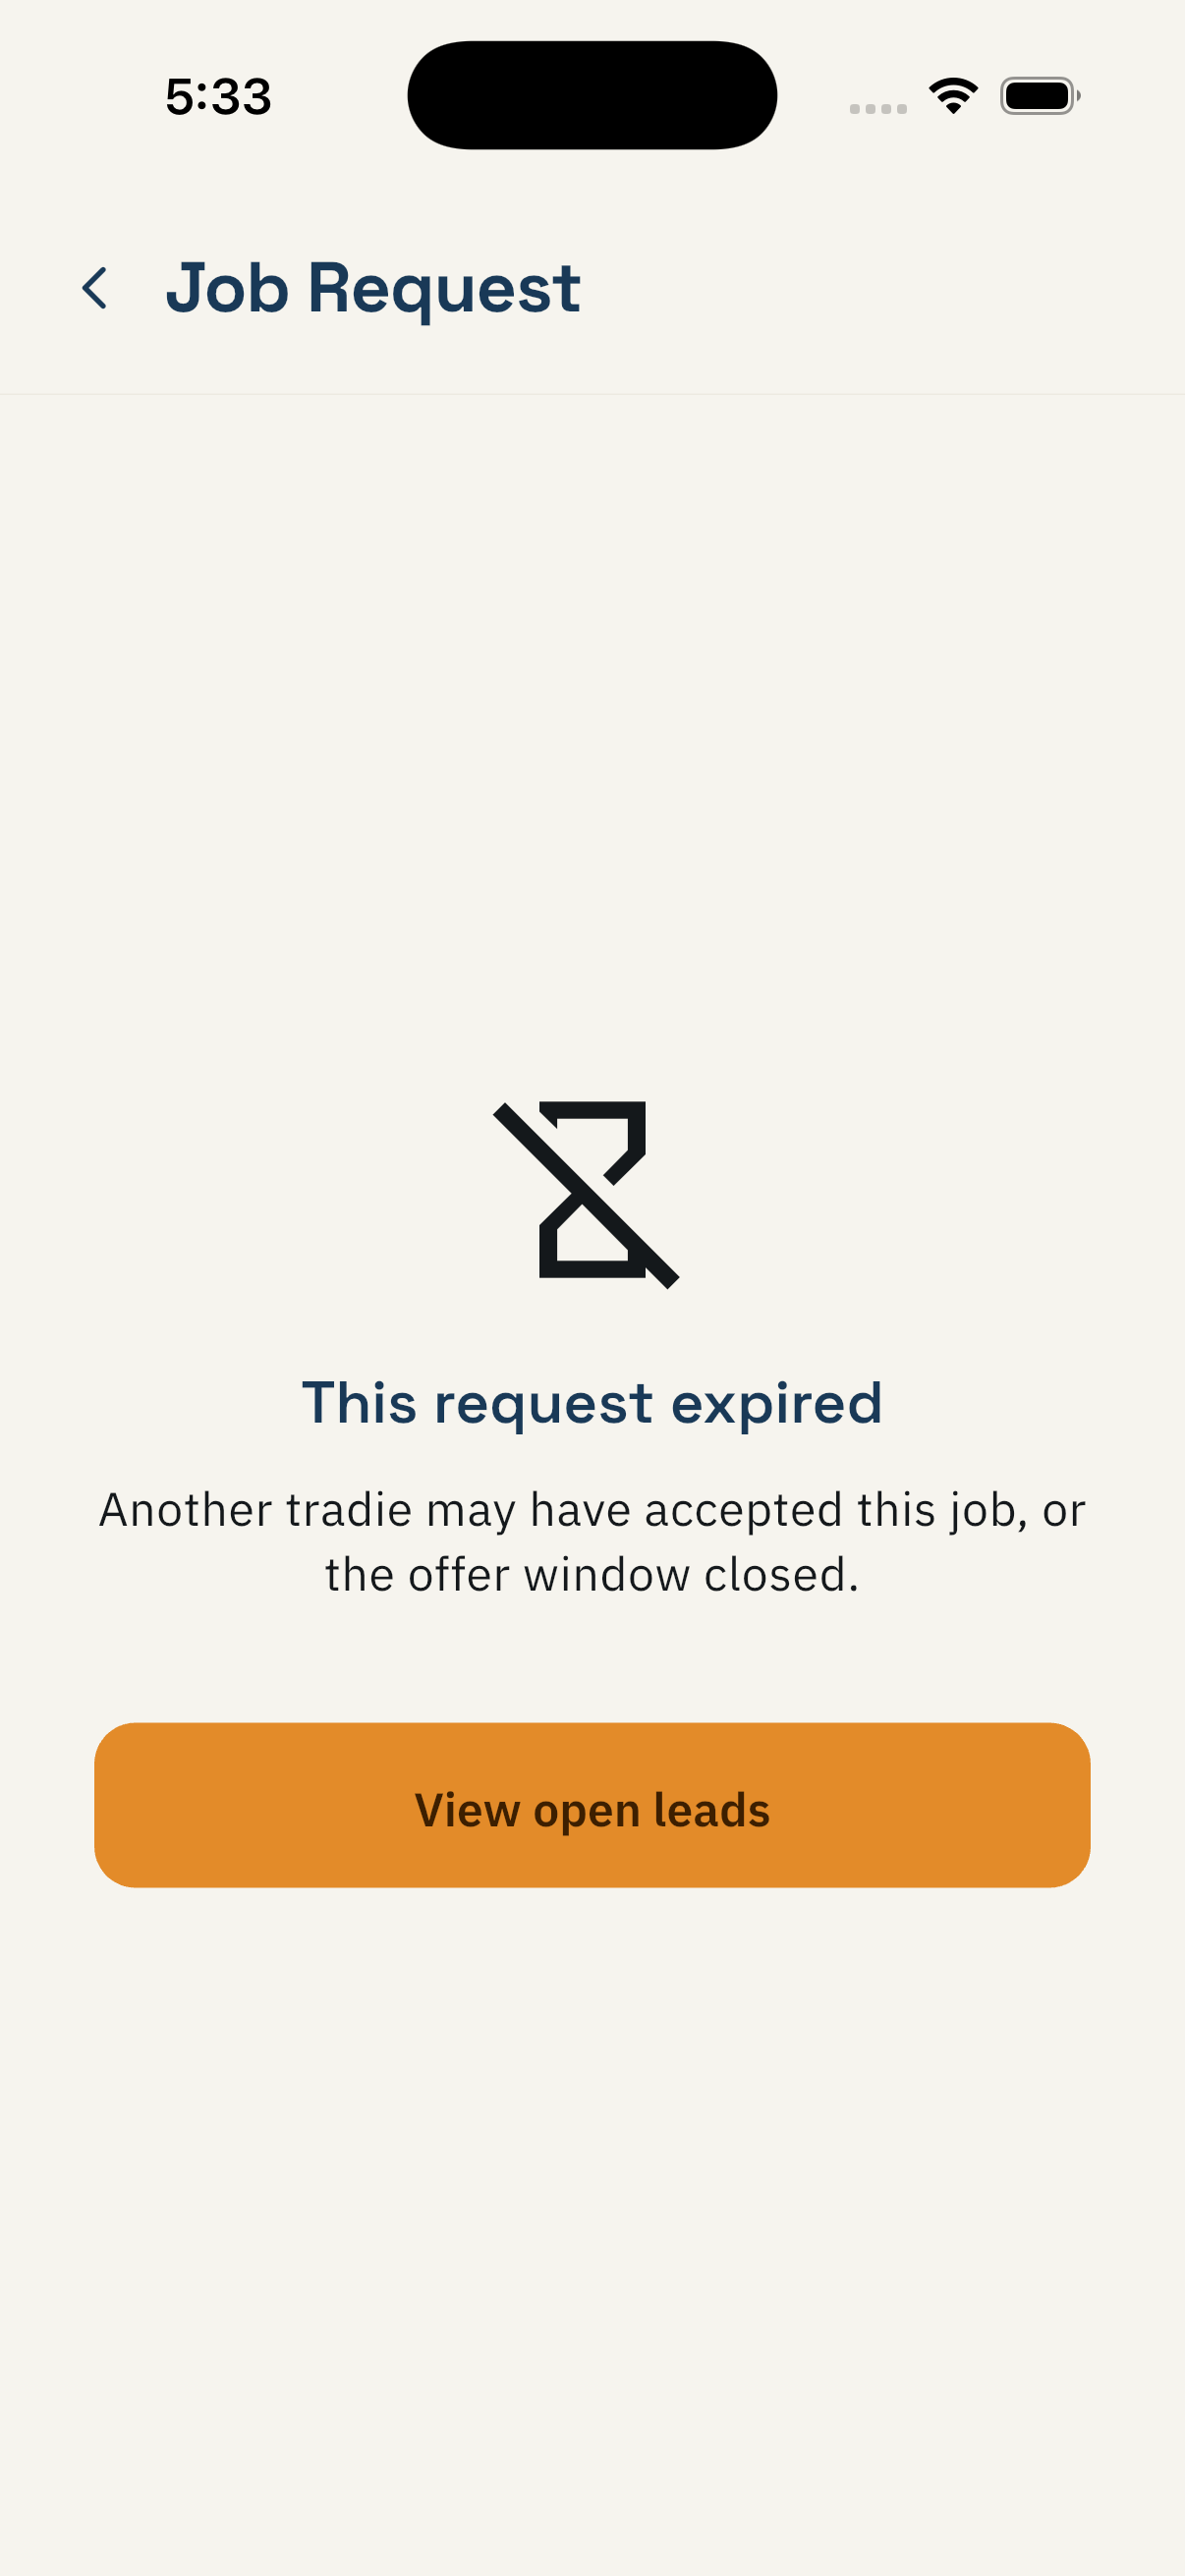 5:33
Job Request
This request expired
Another tradie may have accepted this job, or
the offer window closed.
View open leads